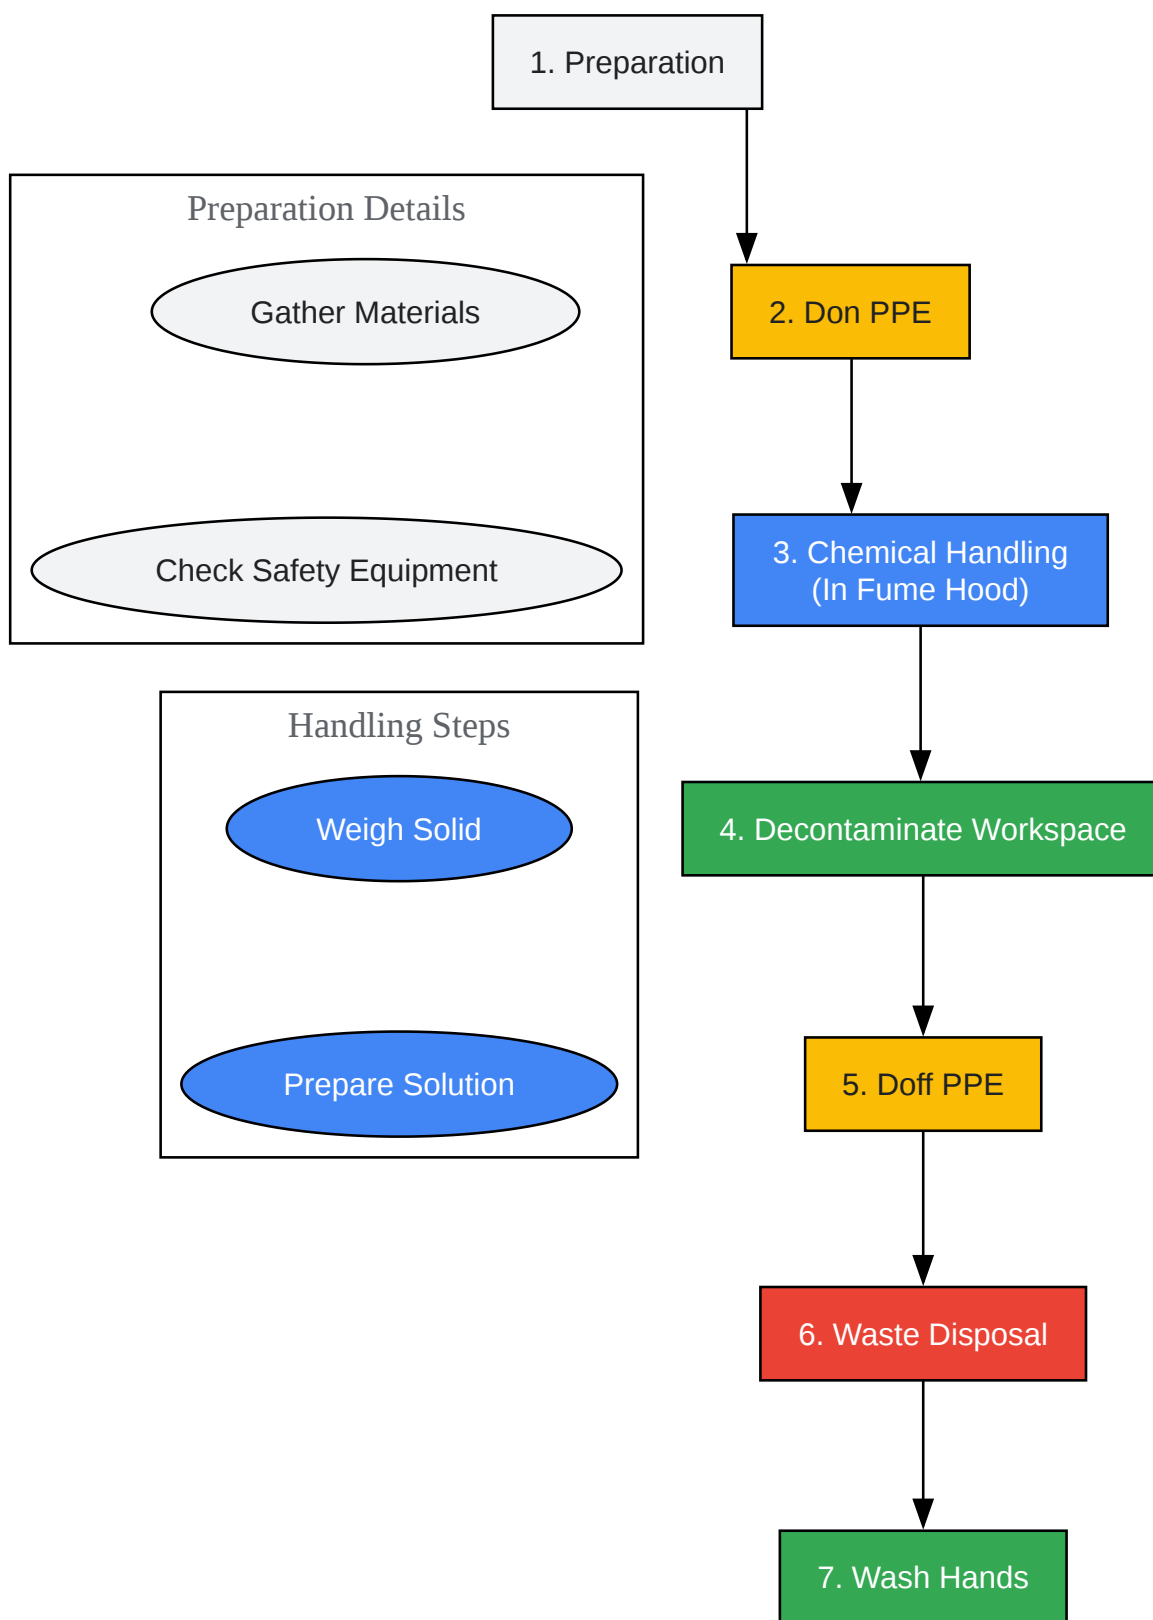 1. Preparation
Preparation Details
Gather Materials
2. Don PPE
Check Safety Equipment
3. Chemical Handling
(In Fume Hood)
Handling Steps
Weigh Solid
4. Decontaminate Workspace
Prepare Solution
5. Doff PPE
6. Waste Disposal
7. Wash Hands